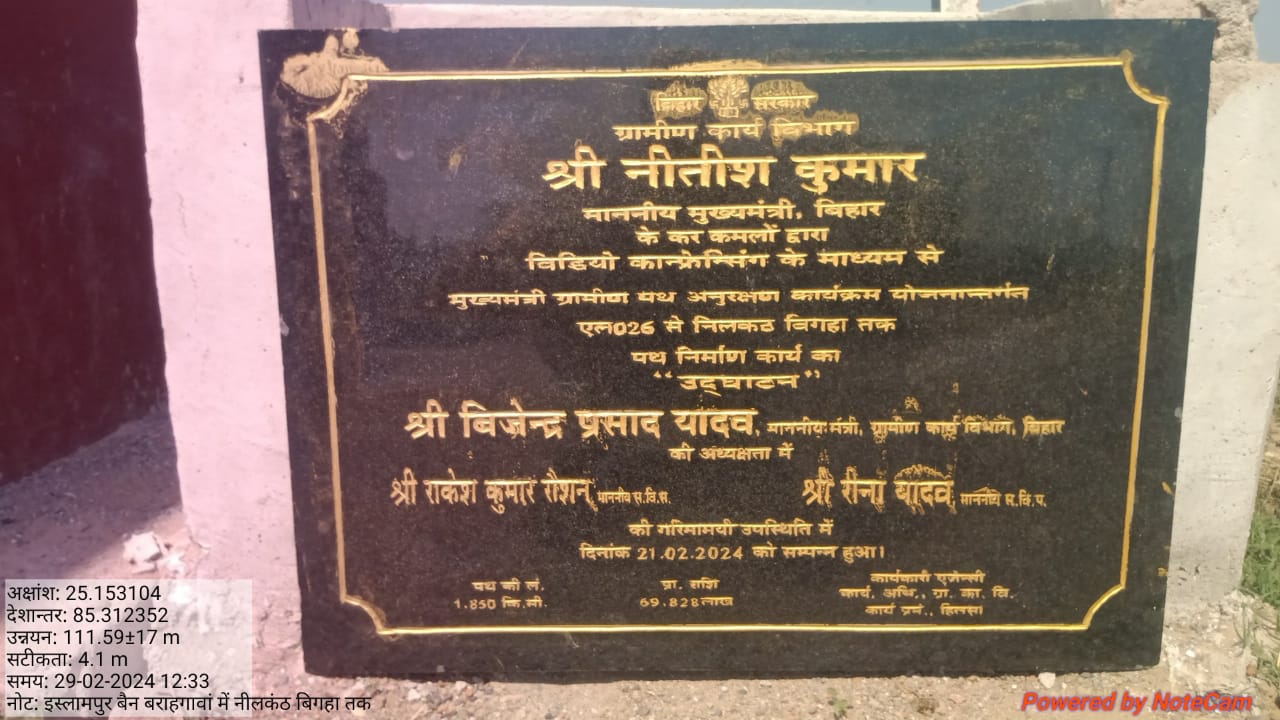 बिहार सरकार
ग्रामीण कार्य विभाग
श्री नीतीश कुमार
माननीय मुख्यमंत्री, बिहार
के कर कमलों द्वारा
विडियो कान्फ्रेन्सिंग के माध्यम से
मुख्यमंत्री ग्रामीण पथ अनुरक्षण कार्यक्रम योजनान्तर्गत
एल026 से निलकठ बिगहा तक
पथ निर्माण कार्य का
“उद्घाटन”
श्री बिजेन्द्र प्रसाद यादव, माननीय मंत्री, ग्रामीण कार्य विभाग, बिहार
की अध्यक्षता में
श्री राकेश कुमार रौशन माननीय स.वि.स. श्री रीना यादव माननीय स.वि.प.
की गरिमामयी उपस्थिति में
दिनांक 21.02.2024 को सम्पन्न हुआ।
पथ की लं. प्रा. राशि कार्यकारी एजेन्सी
1.850 कि.मी. 69.828लाख कार्य. अभि., ग्रा. का. वि.
कार्य प्रमं., हिलसा
अक्षांश: 25.153104
देशान्तर: 85.312352
उन्नयन: 111.59±17 m
सटीकता: 4.1 m
समय: 29-02-2024 12:33
नोट: इस्लामपुर बैन बराहगावां में नीलकंठ बिगहा तक
Powered by NoteCam